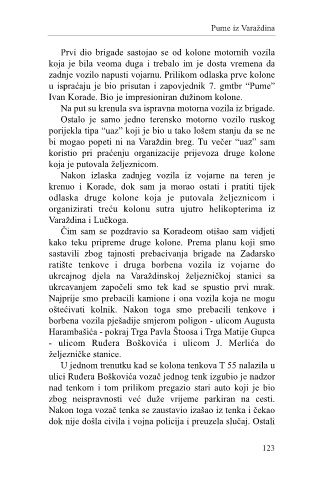 Pume iz Varaždina
Prvi dio brigade sastojao se od kolone motornih vozila
koja je bila veoma duga i trebalo im je dosta vremena da
zadnje vozilo napusti vojarnu. Prilikom odlaska prve kolone
u ispraćaju je bio prisutan i zapovjednik 7. gmtbr “Pume”
Ivan Korade. Bio je impresioniran dužinom kolone.
Na put su krenula sva ispravna motorna vozila iz brigade.
Ostalo je samo jedno terensko motorno vozilo ruskog
porijekla tipa “uaz” koji je bio u tako lošem stanju da se ne
bi mogao popeti ni na Varaždin breg. Tu večer “uaz” sam
koristio pri praćenju organizacije prijevoza druge kolone
koja je putovala željeznicom.
Nakon izlaska zadnjeg vozila iz vojarne na teren je
krenuo i Korade, dok sam ja morao ostati i pratiti tijek
odlaska druge kolone koja je putovala željeznicom i
organizirati treću kolonu sutra ujutro helikopterima iz
Varaždina i Lučkoga.
Čim sam se pozdravio sa Koradeom otišao sam vidjeti
kako teku pripreme druge kolone. Prema planu koji smo
sastavili zbog tajnosti prebacivanja brigade na Zadarsko
ratište tenkove i druga borbena vozila iz vojarne do
ukrcajnog djela na Varaždinskoj željezničkoj stanici sa
ukrcavanjem započeli smo tek kad se spustio prvi mrak.
Najprije smo prebacili kamione i ona vozila koja ne mogu
oštećivati kolnik. Nakon toga smo prebacili tenkove i
borbena vozila pješadije smjerom poligon - ulicom Augusta
Harambašića - pokraj Trga Pavla Štoosa i Trga Matije Gupca
- ulicom Ruđera Boškovića i ulicom J. Merlića do
željezničke stanice.
U jednom trenutku kad se kolona tenkova T 55 nalazila u
ulici Ruđera Boškovića vozač jednog tenk izgubio je nadzor
nad tenkom i tom prilikom pregazio stari auto koji je bio
zbog neispravnosti već duže vrijeme parkiran na cesti.
Nakon toga vozač tenka se zaustavio izašao iz tenka i čekao
dok nije došla civila i vojna policija i preuzela slučaj. Ostali
123